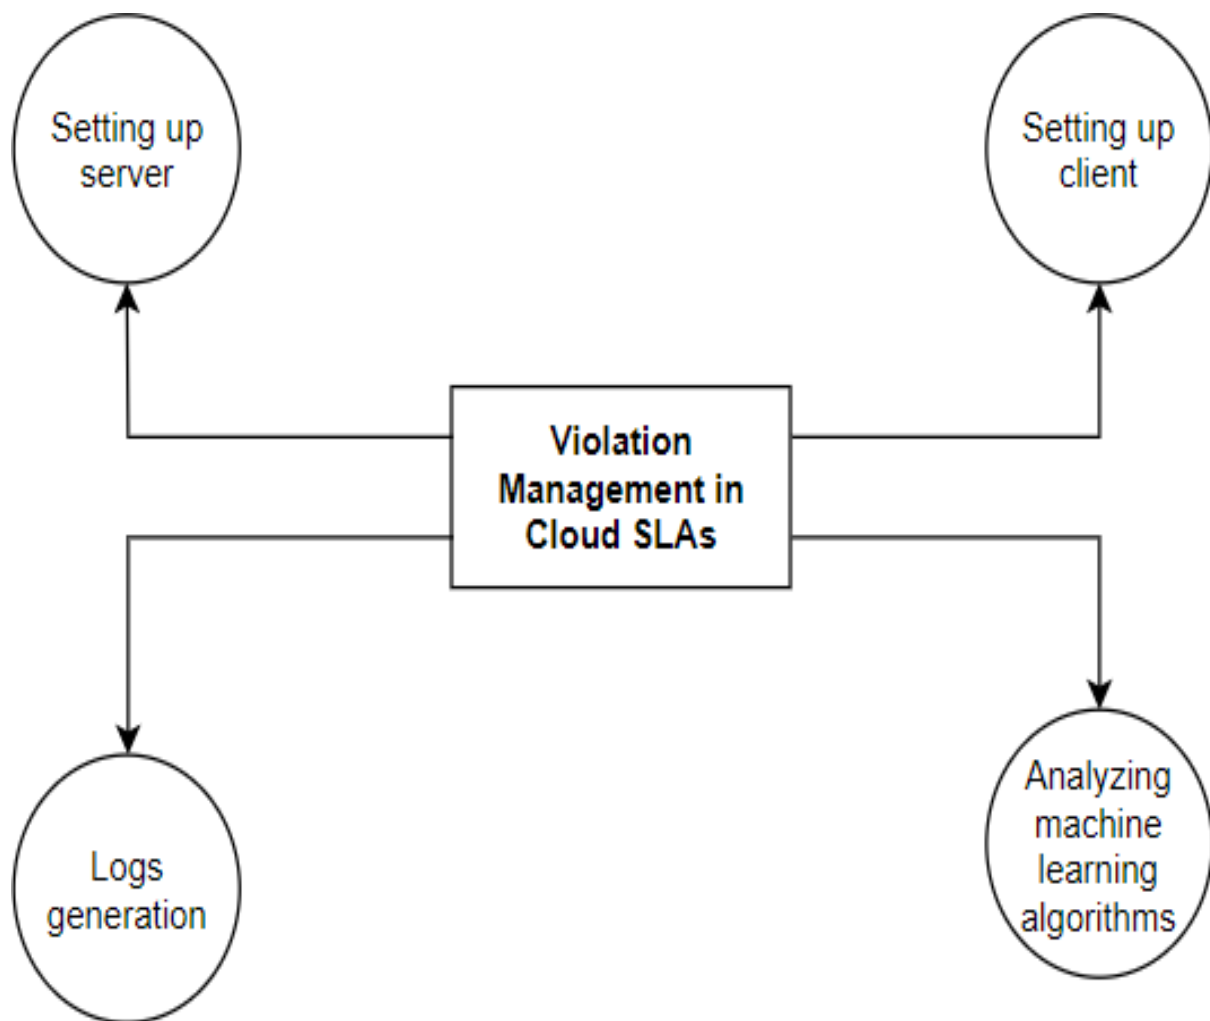 Setting up
server
Setting up
client
Violation
Management in
Cloud SLAs
Logs
generation
Analyzing
machine
learning
algorithms